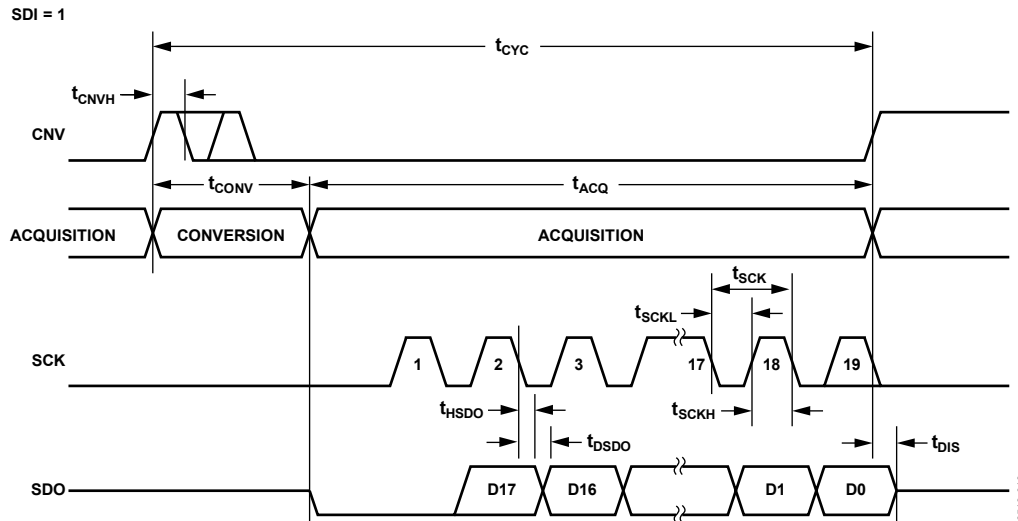 SDI = 1
tCYC
tCNVH
CNV
tCONV
tACQ
ACQUISITION
CONVERSION
ACQUISITION
tSCK
tSCKL
SCK
1
2
3
17
18
19
tHSDO
tSCKH
tDSDO
tDIS
SDO
D17
D16
D1
D0